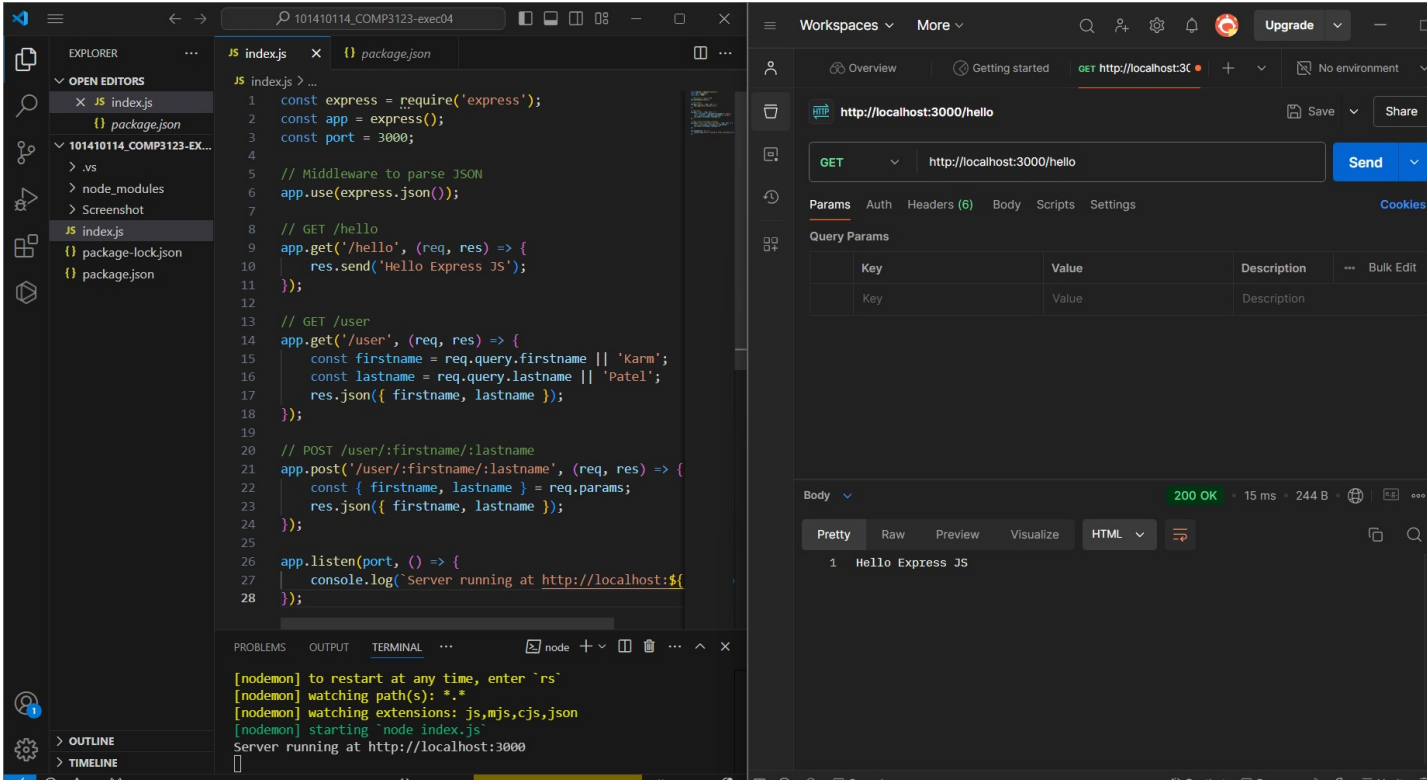 101410114_COMP3123-exec04
EXPLORER
OPEN EDITORS
JS index.js
{} package.json
101410114_COMP3123-EX...
.vs
node_modules
Screenshot
JS index.js
{} package-lock.json
{} package.json
OUTLINE
TIMELINE
1
JS index.js
{} package.json
JS index.js > ...
1 const express = require('express');
2 const app = express();
3 const port = 3000;
4
5 // Middleware to parse JSON
6 app.use(express.json());
7
8 // GET /hello
9 app.get('/hello', (req, res) => {
10 res.send('Hello Express JS');
11 });
12
13 // GET /user
14 app.get('/user', (req, res) => {
15 const firstname = req.query.firstname || 'Karm';
16 const lastname = req.query.lastname || 'Patel';
17 res.json({ firstname, lastname });
18 });
19
20 // POST /user/:firstname/:lastname
21 app.post('/user/:firstname/:lastname', (req, res) => {
22 const { firstname, lastname } = req.params;
23 res.json({ firstname, lastname });
24 });
25
26 app.listen(port, () => {
27 console.log(`Server running at http://localhost:${
28 });
PROBLEMS OUTPUT TERMINAL ... node
[nodemon] to restart at any time, enter `rs`
[nodemon] watching path(s): *.*
[nodemon] watching extensions: js,mjs,cjs,json
[nodemon] starting `node index.js`
Server running at http://localhost:3000
Workspaces More Upgrade
Overview Getting started GET http://localhost:30 No environment
HTTP http://localhost:3000/hello Save Share
GET http://localhost:3000/hello Send
Params Auth Headers (6) Body Scripts Settings Cookies
Query Params
Key Value Description ... Bulk Edit
Key Value Description
Body 200 OK 15 ms 244 B e.g.
Pretty Raw Preview Visualize HTML
1 Hello Express JS